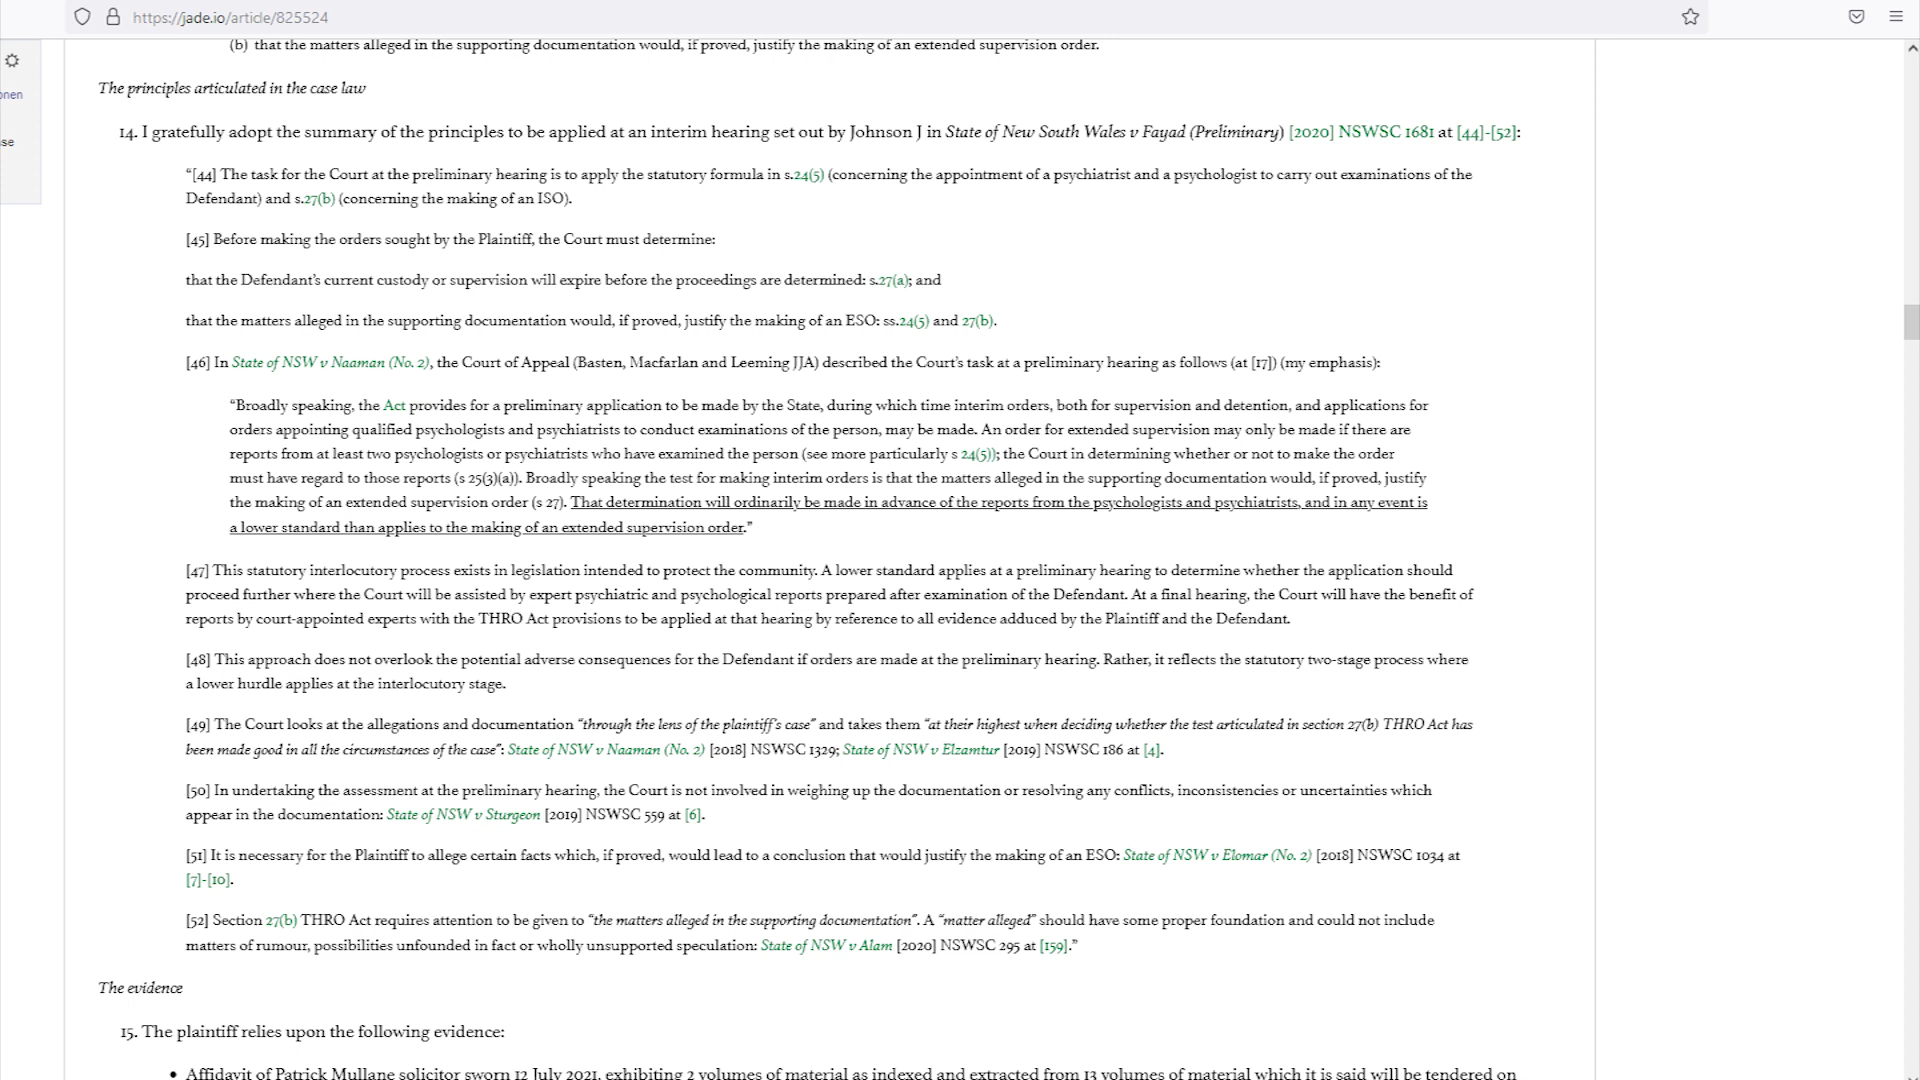 https://jade.io/article/825524
(b) that the matters alleged in the supporting documentation would, if proved, justify the making of an extended supervision order.
onen
The principles articulated in the case law
14. I gratefully adopt the summary of the principles to be applied at an interim hearing set out by Johnson J in State of New South Wales v Fayad (Preliminary) [2020] NSWSC 1681 at [44]-[52]:
se
“[44] The task for the Court at the preliminary hearing is to apply the statutory formula in s.24(5) (concerning the appointment of a psychiatrist and a psychologist to carry out examinations of the
Defendant) and s.27(b) (concerning the making of an ISO).
[45] Before making the orders sought by the Plaintiff, the Court must determine:
that the Defendant’s current custody or supervision will expire before the proceedings are determined: s.27(a); and
that the matters alleged in the supporting documentation would, if proved, justify the making of an ESO: ss.24(5) and 27(b).
[46] In State of NSW v Naaman (No. 2), the Court of Appeal (Basten, Macfarlan and Leeming JJA) described the Court’s task at a preliminary hearing as follows (at [17]) (my emphasis):
“Broadly speaking, the Act provides for a preliminary application to be made by the State, during which time interim orders, both for supervision and detention, and applications for
orders appointing qualified psychologists and psychiatrists to conduct examinations of the person, may be made. An order for extended supervision may only be made if there are
reports from at least two psychologists or psychiatrists who have examined the person (see more particularly s 24(5)); the Court in determining whether or not to make the order
must have regard to those reports (s 25(3)(a)). Broadly speaking the test for making interim orders is that the matters alleged in the supporting documentation would, if proved, justify
the making of an extended supervision order (s 27). That determination will ordinarily be made in advance of the reports from the psychologists and psychiatrists, and in any event is
a lower standard than applies to the making of an extended supervision order.”
[47] This statutory interlocutory process exists in legislation intended to protect the community. A lower standard applies at a preliminary hearing to determine whether the application should
proceed further where the Court will be assisted by expert psychiatric and psychological reports prepared after examination of the Defendant. At a final hearing, the Court will have the benefit of
reports by court-appointed experts with the THRO Act provisions to be applied at that hearing by reference to all evidence adduced by the Plaintiff and the Defendant.
[48] This approach does not overlook the potential adverse consequences for the Defendant if orders are made at the preliminary hearing. Rather, it reflects the statutory two-stage process where
a lower hurdle applies at the interlocutory stage.
[49] The Court looks at the allegations and documentation “through the lens of the plaintiff’s case” and takes them “at their highest when deciding whether the test articulated in section 27(b) THRO Act has
been made good in all the circumstances of the case”: State of NSW v Naaman (No. 2) [2018] NSWSC 1329; State of NSW v Elzamtur [2019] NSWSC 186 at [4].
[50] In undertaking the assessment at the preliminary hearing, the Court is not involved in weighing up the documentation or resolving any conflicts, inconsistencies or uncertainties which
appear in the documentation: State of NSW v Sturgeon [2019] NSWSC 559 at [6].
[51] It is necessary for the Plaintiff to allege certain facts which, if proved, would lead to a conclusion that would justify the making of an ESO: State of NSW v Elomar (No. 2) [2018] NSWSC 1034 at
[7]-[10].
[52] Section 27(b) THRO Act requires attention to be given to “the matters alleged in the supporting documentation”. A “matter alleged” should have some proper foundation and could not include
matters of rumour, possibilities unfounded in fact or wholly unsupported speculation: State of NSW v Alam [2020] NSWSC 295 at [159].”
The evidence
15. The plaintiff relies upon the following evidence:
• Affidavit of Patrick Mullane solicitor sworn 12 July 2021, exhibiting 2 volumes of material as indexed and extracted from 13 volumes of material which it is said will be tendered on